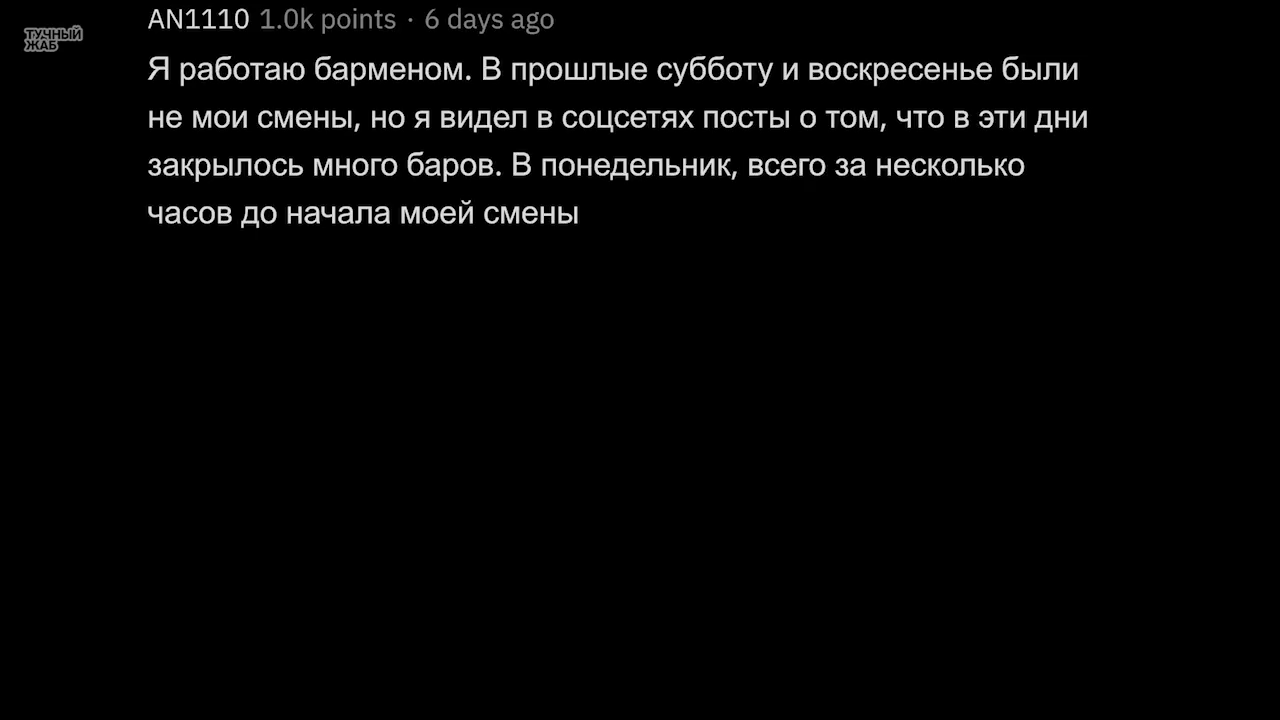 ТУЧНЫЙ
ЖАБ
AN1110 1.0k points · 6 days ago
Я работаю барменом. В прошлые субботу и воскресенье были
не мои смены, но я видел в соцсетях посты о том, что в эти дни
закрылось много баров. В понедельник, всего за несколько
часов до начала моей смены